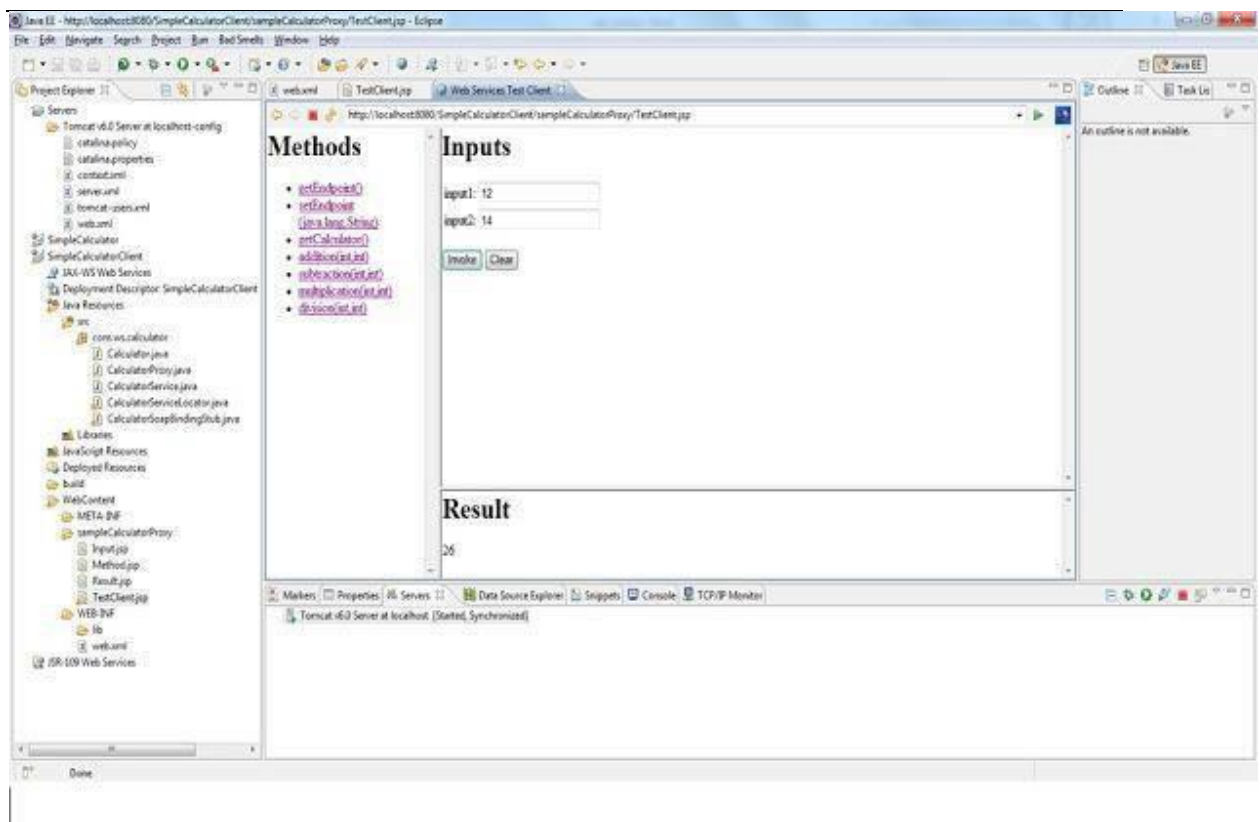 Java EE - http://localhost:8080/SimpleCalculatorClient/sampleCalculatorProxy/TestClient.jsp - Eclipse
File Edit Navigate Search Project Run Bad Smells Window Help
Java EE
Project Explorer
Servers
Tomcat v6.0 Server at localhost-config
catalina.policy
catalina.properties
context.xml
server.xml
tomcat-users.xml
web.xml
SimpleCalculator
SimpleCalculatorClient
JAX-WS Web Services
Deployment Descriptor: SimpleCalculatorClient
Java Resources
src
com.ws.calculator
Calculator.java
CalculatorProxy.java
CalculatorService.java
CalculatorServiceLocator.java
CalculatorSoapBindingStub.java
Libraries
JavaScript Resources
Deployed Resources
build
WebContent
META-INF
sampleCalculatorProxy
Input.jsp
Method.jsp
Result.jsp
TestClient.jsp
WEB-INF
lib
web.xml
JSR-109 Web Services
web.xml TestClient.jsp Web Services Test Client
http://localhost:8080/SimpleCalculatorClient/sampleCalculatorProxy/TestClient.jsp
Methods
getEndpoint()
setEndpoint
(java.lang.String)
getCalculator()
addition(int,int)
subtraction(int,int)
multiplication(int,int)
division(int,int)
Inputs
input1: 12
input2: 14
Invoke Clear
Result
26
Outline Task Lis
An outline is not available.
Markers Properties Servers Data Source Explorer Snippets Console TCP/IP Monitor
Tomcat v6.0 Server at localhost [Started, Synchronized]
Done